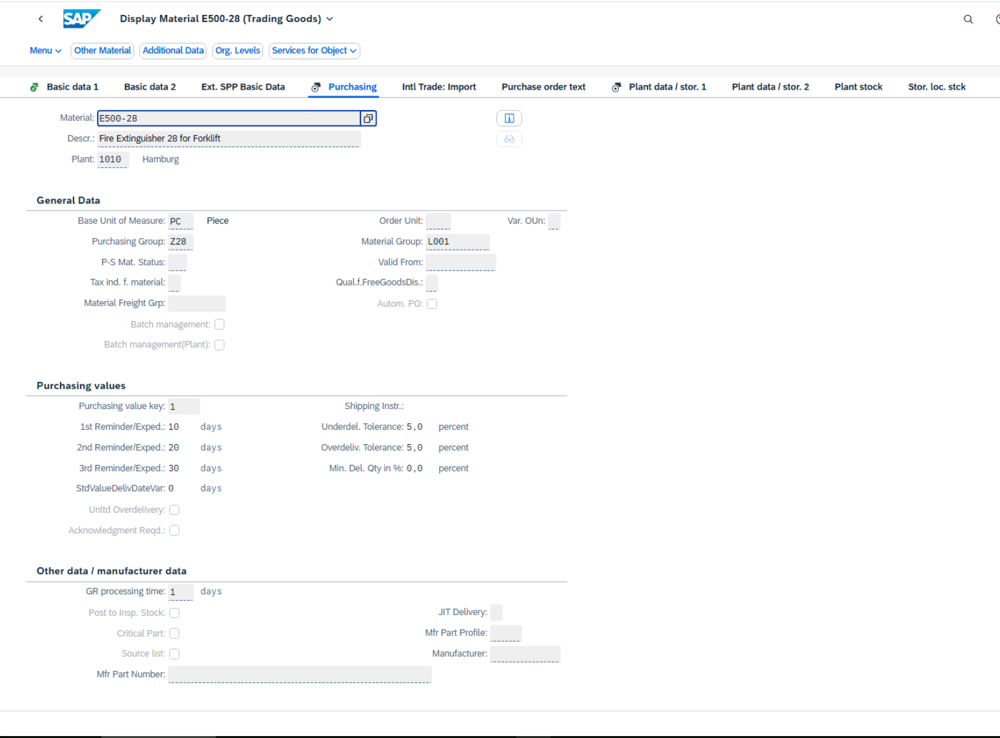 SAP Display Material E500-28 (Trading Goods)
Menu Other Material Additional Data Org. Levels Services for Object
Basic data 1 Basic data 2 Ext. SPP Basic Data Purchasing Intl Trade: Import Purchase order text Plant data / stor. 1 Plant data / stor. 2 Plant stock Stor. loc. stck
Material: E500-28
Descr.: Fire Extinguisher 28 for Forklift
Plant: 1010 Hamburg
General Data
Base Unit of Measure: PC Piece Order Unit: Var. OUn:
Purchasing Group: Z28 Material Group: L001
P-S Mat. Status: Valid From:
Tax ind. f. material: Qual.f.FreeGoodsDis.:
Material Freight Grp: Autom. PO:
Batch management:
Batch management(Plant):
Purchasing values
Purchasing value key: 1 Shipping Instr.:
1st Reminder/Exped.: 10 days Underdel. Tolerance: 5,0 percent
2nd Reminder/Exped.: 20 days Overdeliv. Tolerance: 5,0 percent
3rd Reminder/Exped.: 30 days Min. Del. Qty in %: 0,0 percent
StdValueDelivDateVar: 0 days
Unltd Overdelivery:
Acknowledgment Reqd.:
Other data / manufacturer data
GR processing time: 1 days
Post to Insp. Stock: JIT Delivery:
Critical Part: Mfr Part Profile:
Source list: Manufacturer:
Mfr Part Number: